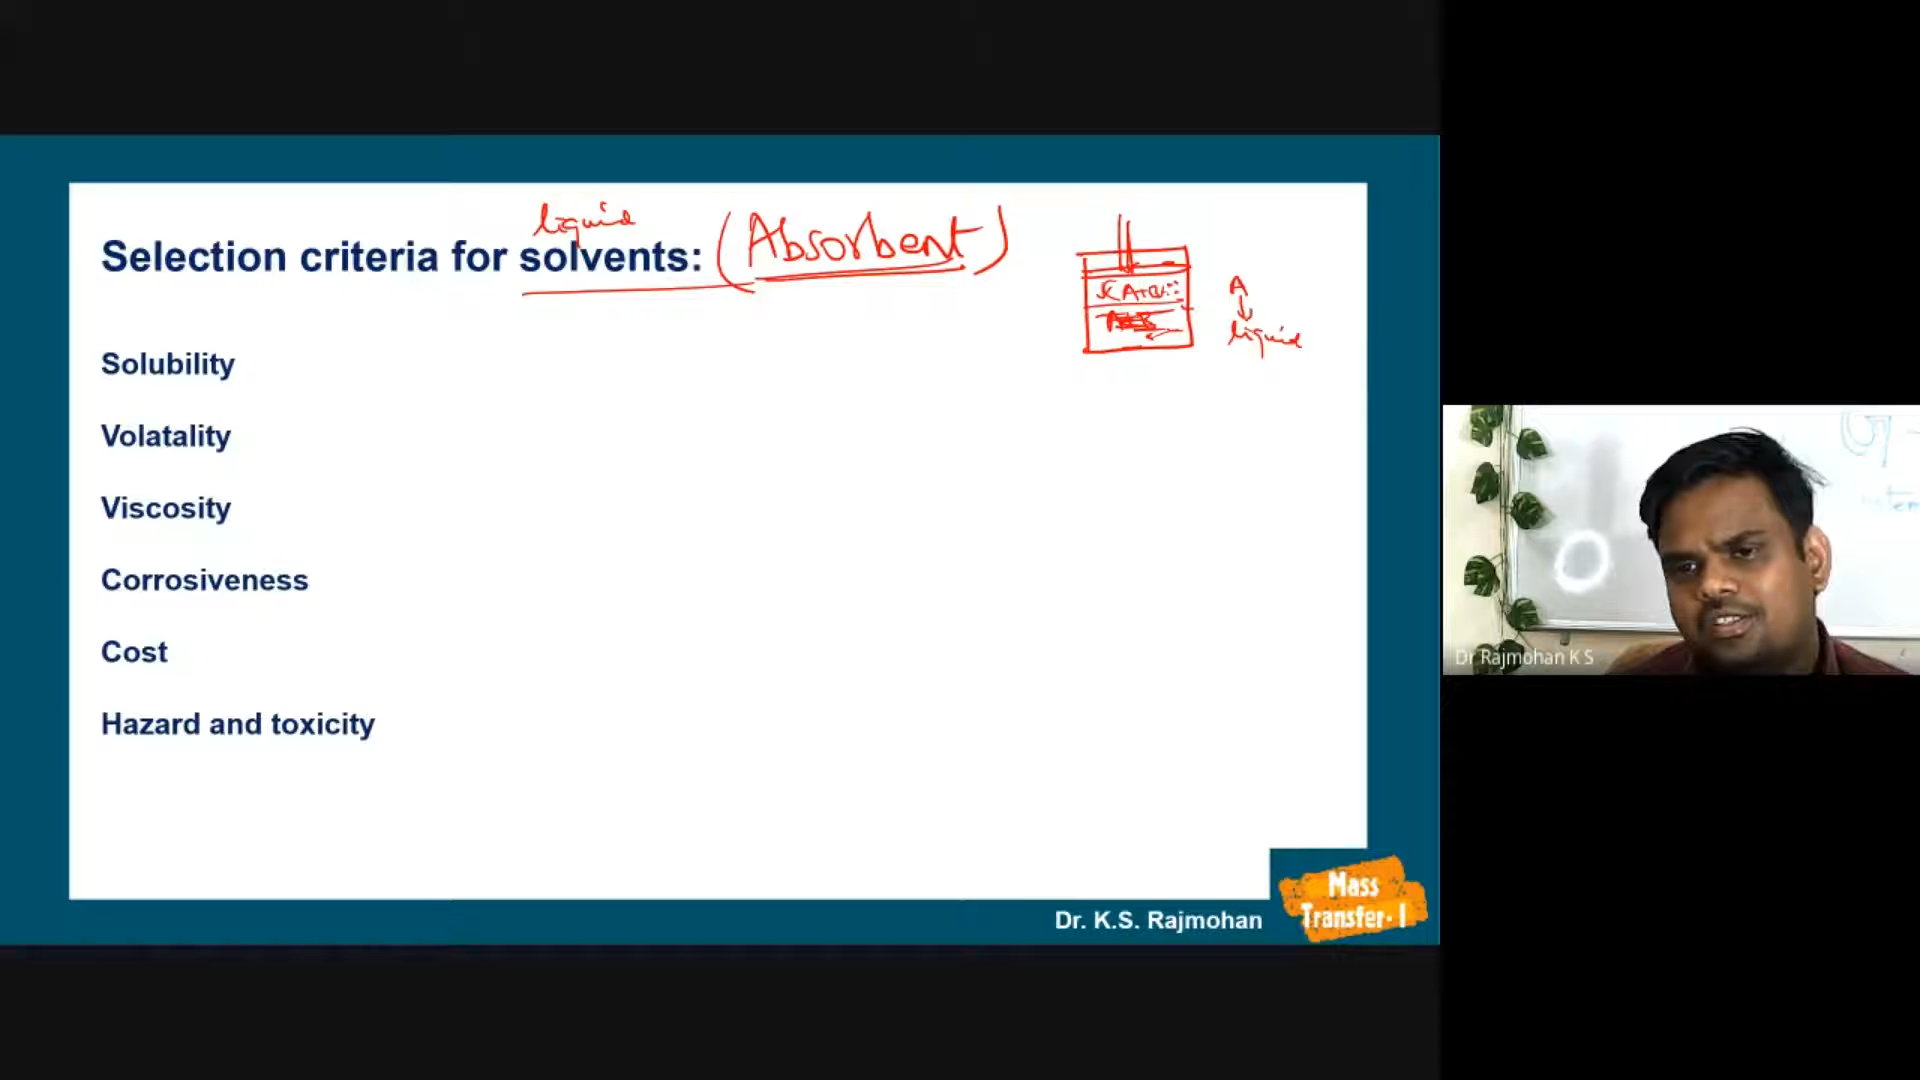 liquid
Selection criteria for solvents: (Absorbent)
A
liquid
Solubility
Volatality
Viscosity
Corrosiveness
Cost
Hazard and toxicity
Dr Rajmohan K S
Mass
Transfer- I
Dr. K.S. Rajmohan